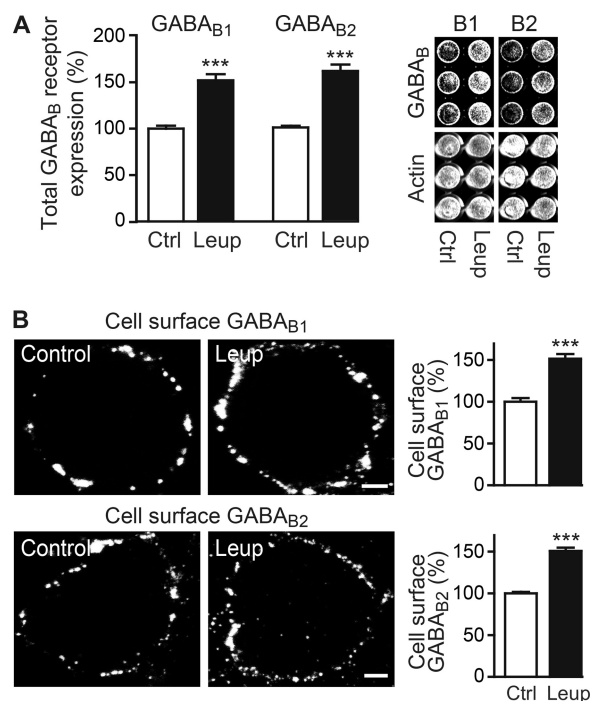 A
GABAB1 GABAB2
*** ***
Total GABAB receptor
expression (%)
200
150
100
50
0
Ctrl Leup Ctrl Leup
B1 B2
GABAB
Actin
Ctrl Leup Ctrl Leup
B
Cell surface GABAB1
Control Leup
Cell surface
GABAB1 (%)
***
150
100
50
0
Cell surface GABAB2
Control Leup
Cell surface
GABAB2 (%)
***
150
100
50
0
Ctrl Leup